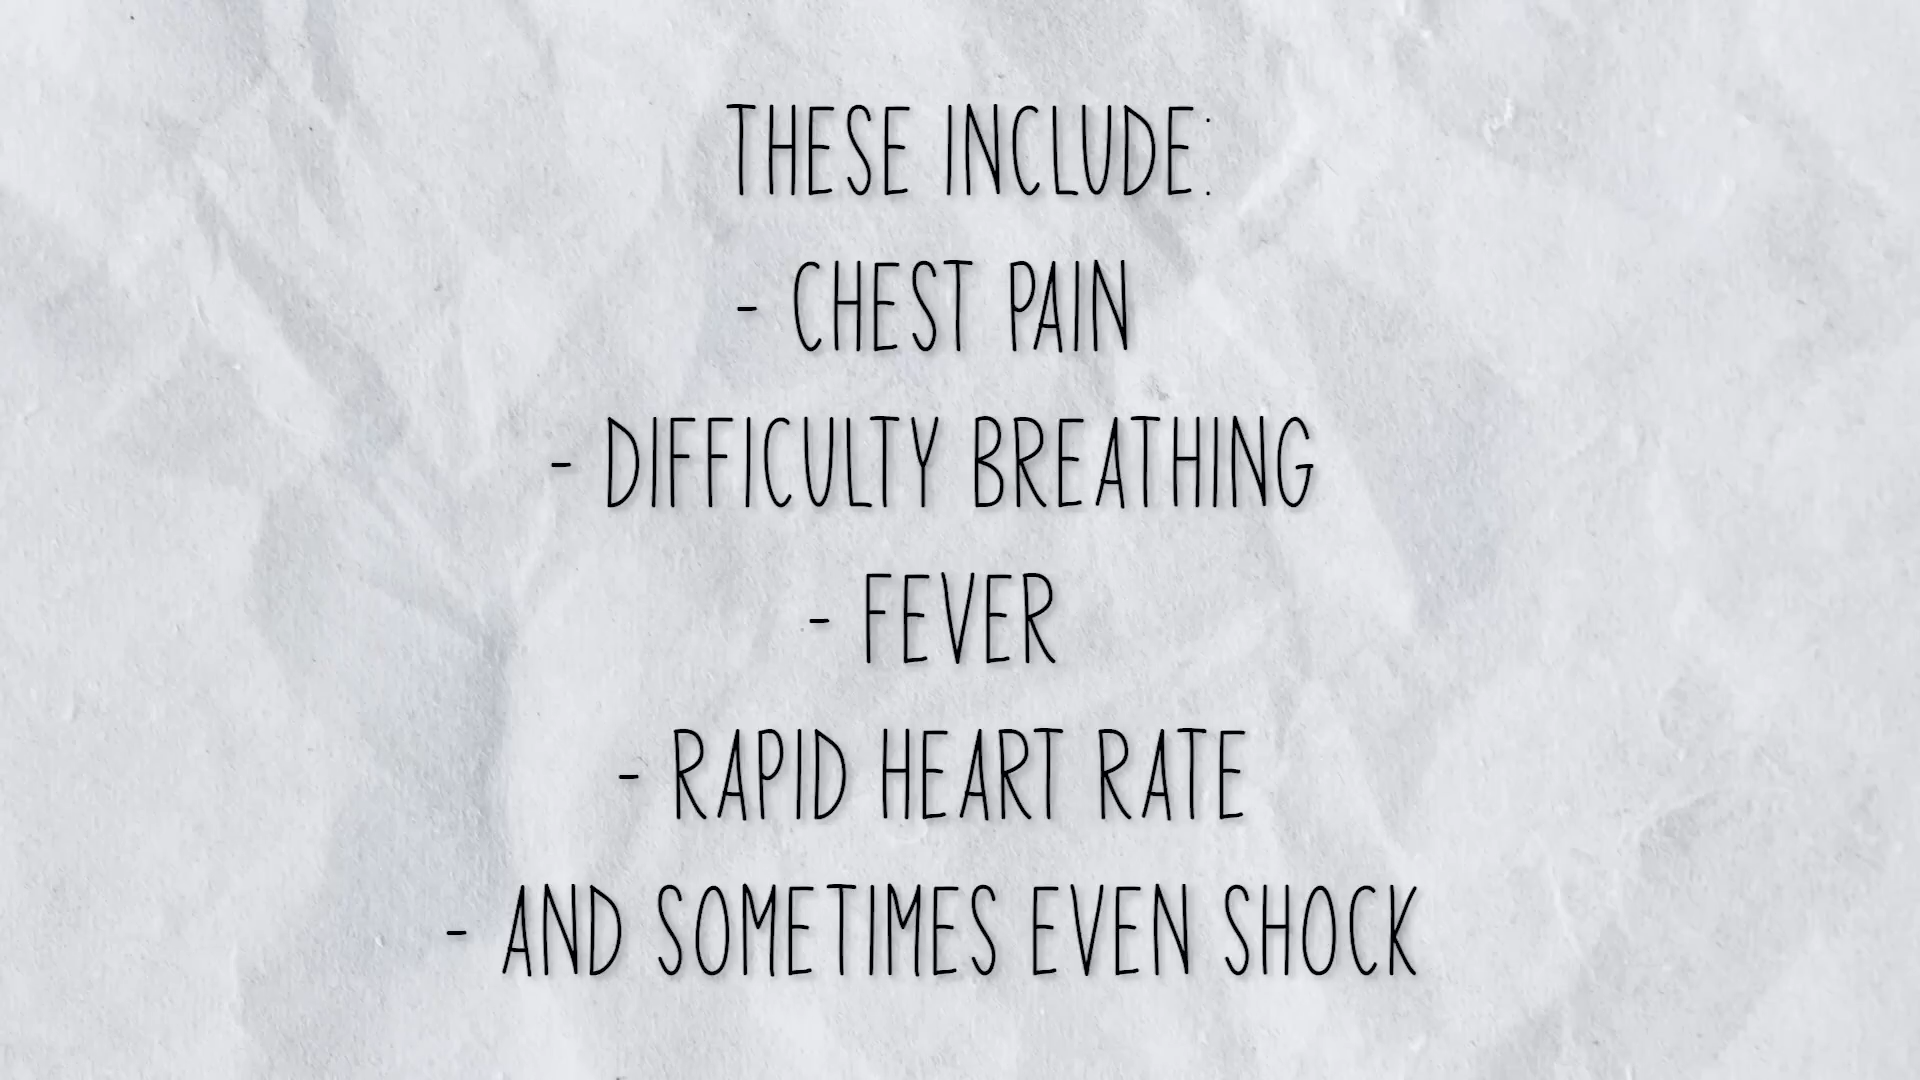 THESE INCLUDE:
- CHEST PAIN
- DIFFICULTY BREATHING
- FEVER
- RAPID HEART RATE
- AND SOMETIMES EVEN SHOCK